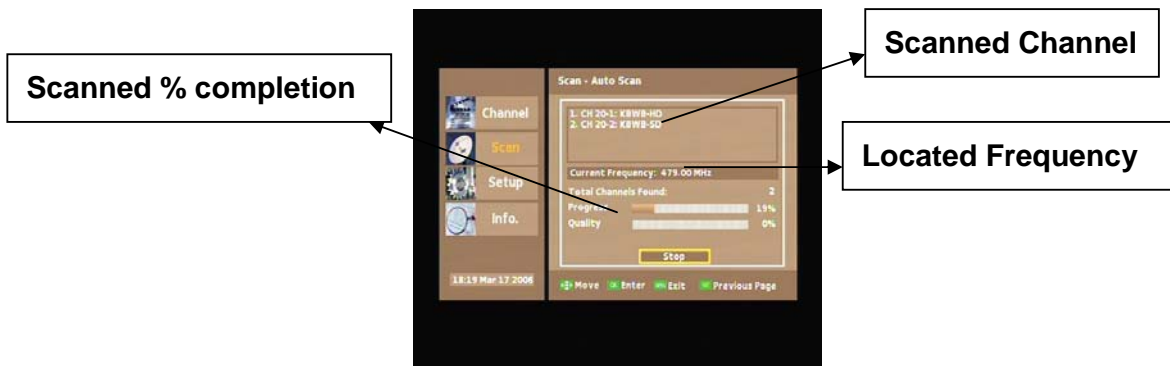 Scanned Channel
Scanned % completion
Located Frequency
Scan - Auto Scan
Channel
Scan
Setup
Info.
18:19 Mar 17 2006
1. CH 20-1: KBWB-HD
2. CH 20-2: KBWB-SD
Current Frequency: 479.00 MHz
Total Channels Found: 2
Progress 19%
Quality 0%
Stop
Move Enter Exit Previous Page